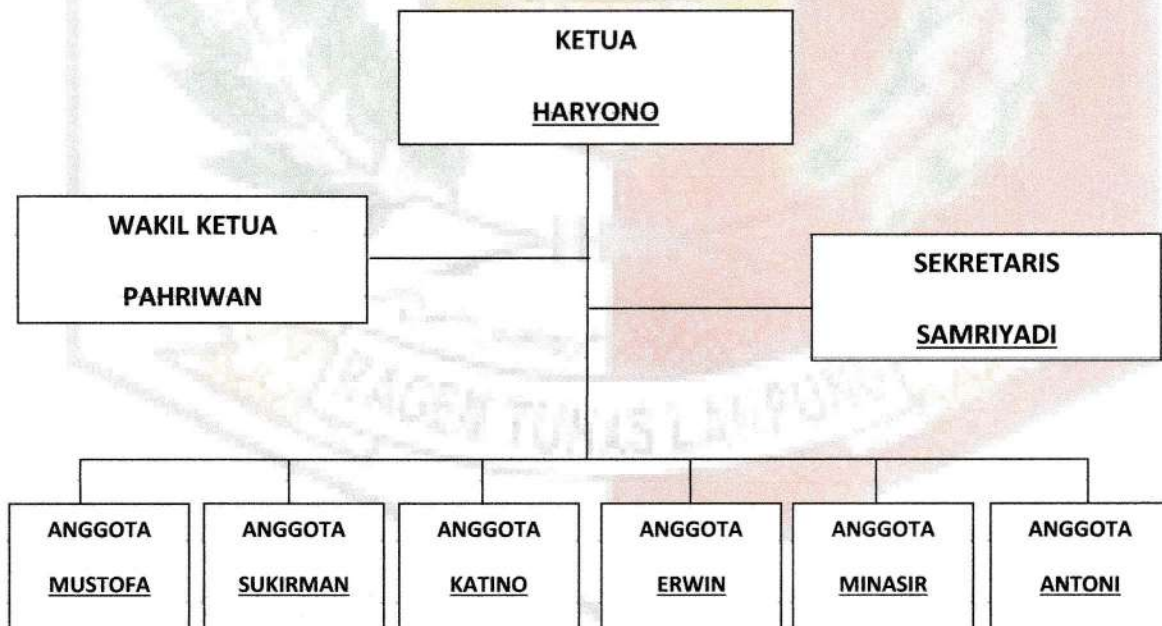 KETUA
HARYONO
WAKIL KETUA
PAHRIWAN
SEKRETARIS
SAMRIYADI
ANGGOTA
MUSTOFA
ANGGOTA
SUKIRMAN
ANGGOTA
KATINO
ANGGOTA
ERWIN
ANGGOTA
MINASIR
ANGGOTA
ANTONI